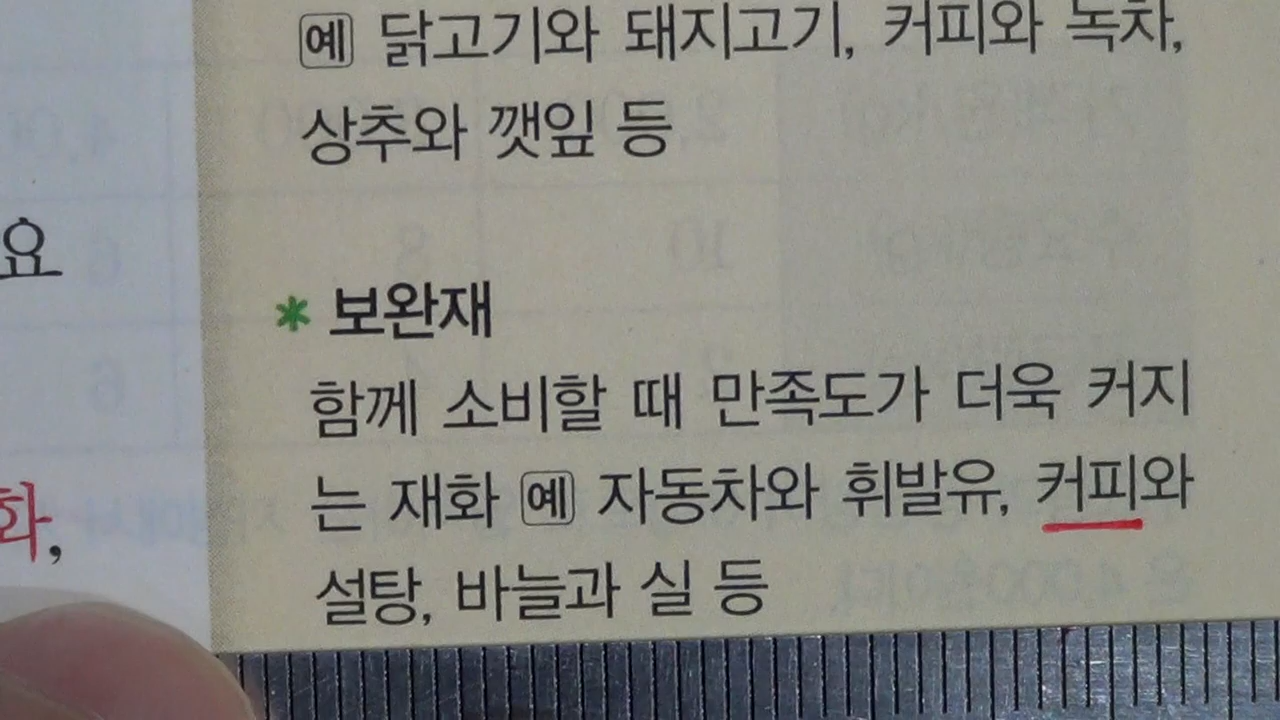 예 닭고기와 돼지고기, 커피와 녹차,
상추와 깻잎 등
요
* 보완재
함께 소비할 때 만족도가 더욱 커지
는 재화 예 자동차와 휘발유, 커피와
화,
설탕, 바늘과 실 등